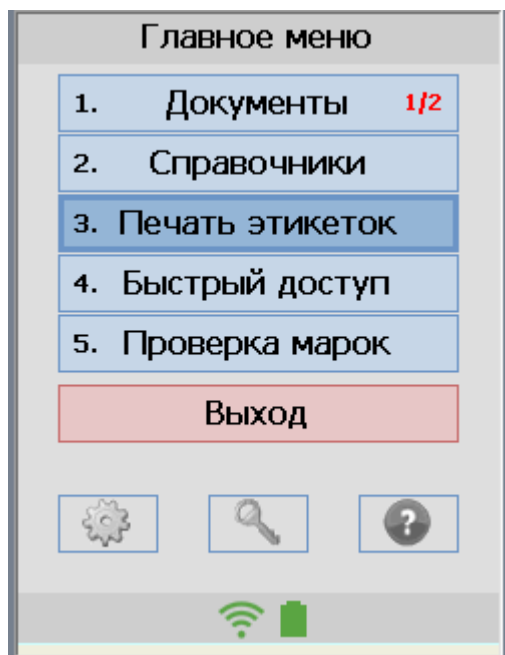 Главное меню
1. Документы 1/2
2. Справочники
3. Печать этикеток
4. Быстрый доступ
5. Проверка марок
Выход
?